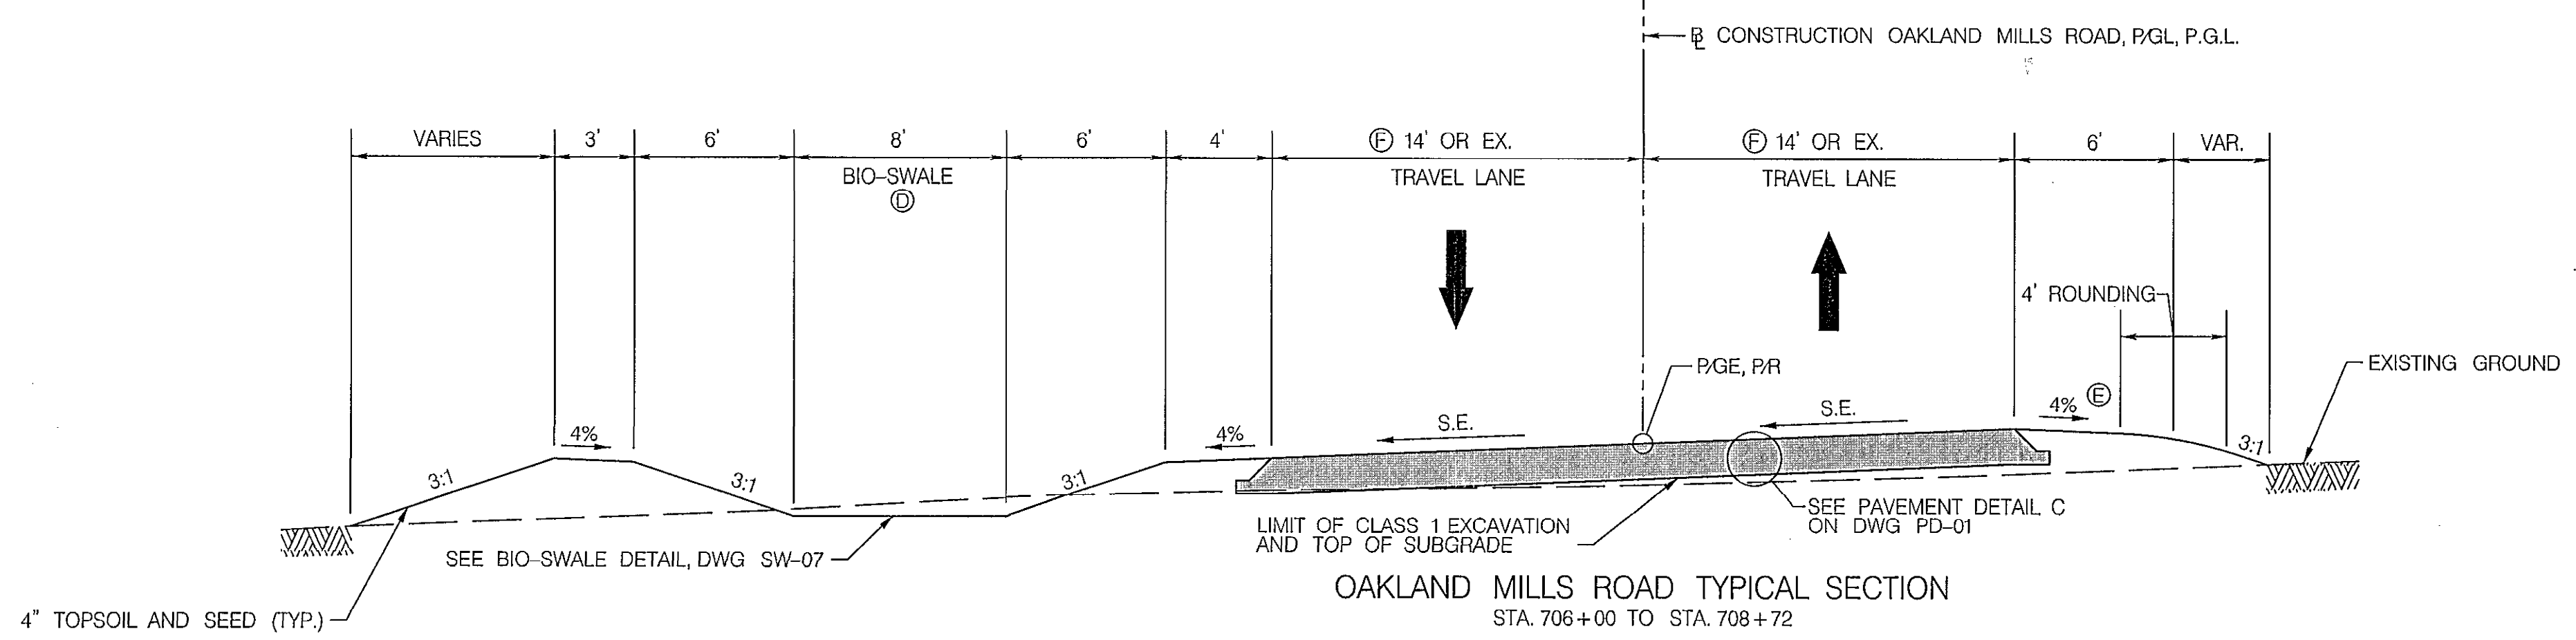 ℄ CONSTRUCTION OAKLAND MILLS ROAD, P/GL, P.G.L.
VARIES
3'
6'
8'
6'
4'
Ⓕ 14' OR EX.
Ⓕ 14' OR EX.
6'
VAR.
BIO-SWALE
Ⓓ
TRAVEL LANE
TRAVEL LANE
4' ROUNDING
EXISTING GROUND
P/GE, P/R
4%
4%
S.E.
S.E.
4% Ⓔ
3:1
3:1
3:1
3:1
SEE PAVEMENT DETAIL C
ON DWG PD-01
LIMIT OF CLASS 1 EXCAVATION
AND TOP OF SUBGRADE
SEE BIO-SWALE DETAIL, DWG SW-07
4" TOPSOIL AND SEED (TYP.)
OAKLAND MILLS ROAD TYPICAL SECTION
STA. 706+00 TO STA. 708+72